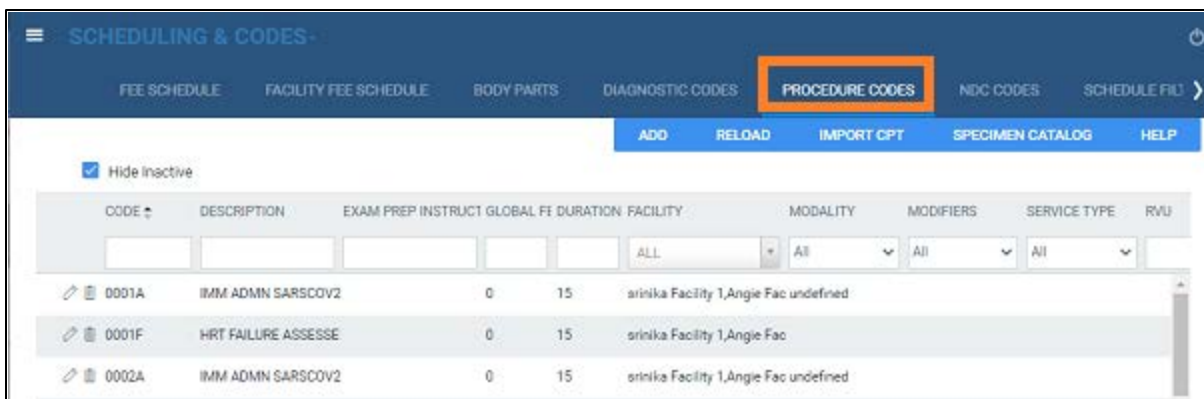 SCHEDULING & CODES-
FEE SCHEDULE FACILITY FEE SCHEDULE BODY PARTS DIAGNOSTIC CODES PROCEDURE CODES NDC CODES SCHEDULE FILT
ADD RELOAD IMPORT CPT SPECIMEN CATALOG HELP
Hide Inactive
CODE DESCRIPTION EXAM PREP INSTRUCT GLOBAL FE DURATION FACILITY MODALITY MODIFIERS SERVICE TYPE RVU
ALL All All All
0001A IMM ADMN SARSCOV2 0 15 srinika Facility 1,Angie Fac undefined
0001F HRT FAILURE ASSESSE 0 15 srinika Facility 1,Angie Fac
0002A IMM ADMN SARSCOV2 0 15 srinika Facility 1,Angie Fac undefined